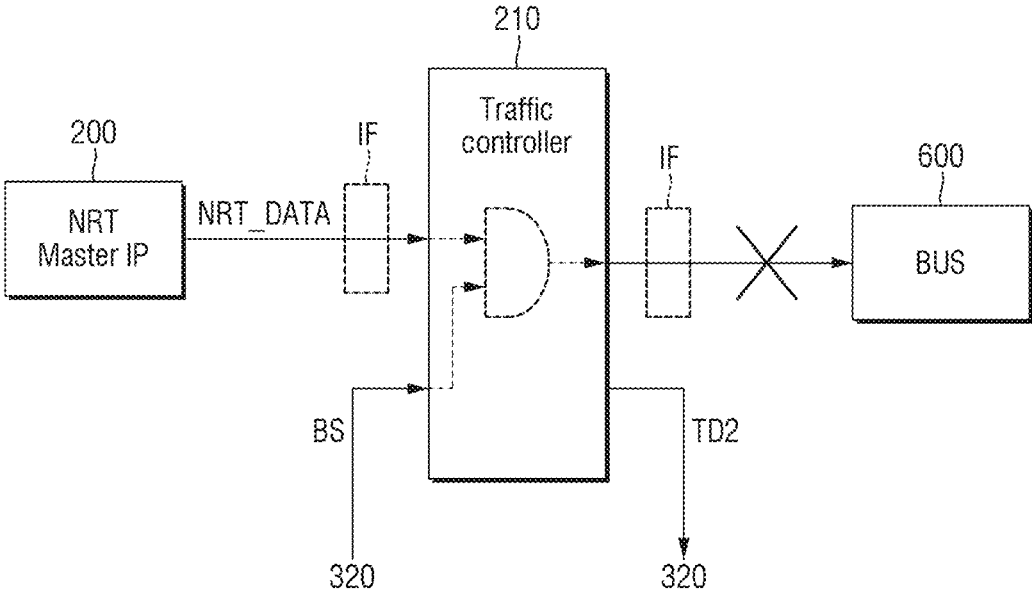 210
Traffic
controller
200
NRT
Master IP
NRT_DATA
IF
IF
600
BUS
BS
TD2
320
320